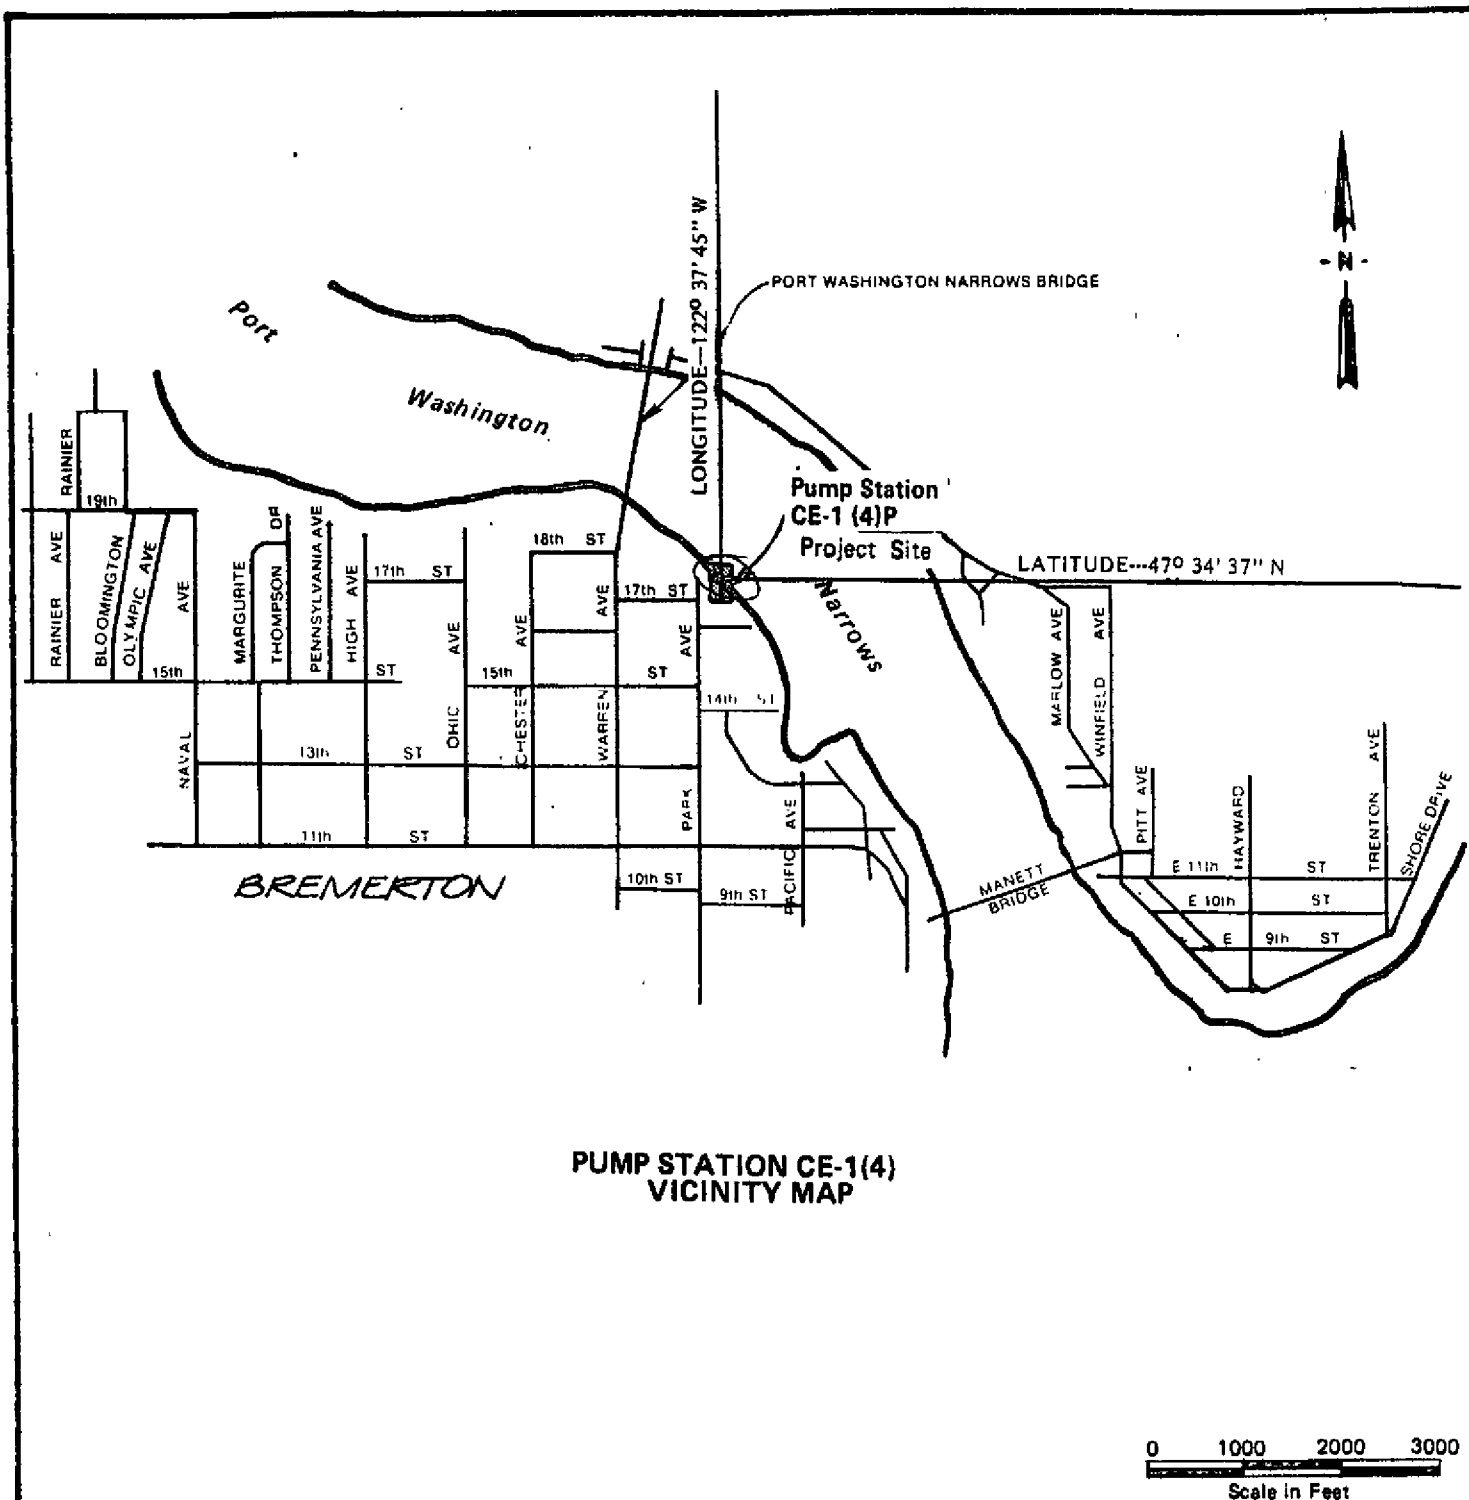 LONGITUDE---122º 37' 45" W
PORT WASHINGTON NARROWS BRIDGE
- N -
Port
Washington
Narrows
Pump Station
CE-1 (4)P
Project Site
LATITUDE---47º 34' 37" N
RAINIER
19th
RAINIER AVE
BLOOMINGTON
OLYMPIC AVE
NAVAL AVE
MARGURITE
THOMPSON DR
PENNSYLVANIA AVE
HIGH AVE
17th ST
OHIO AVE
18th ST
CHESTER AVE
WARREN AVE
17th ST
PARK AVE
15th ST
15th ST
14th ST
13th ST
11th ST
10th ST
9th ST
PACIFIC AVE
BREMERTON
MANETT
BRIDGE
MARLOW AVE
WINFIELD AVE
PITT AVE
HAYWARD
TRENTON AVE
SHORE DRIVE
E 11th ST
E 10th ST
E 9th ST
PUMP STATION CE-1(4)
VICINITY MAP
0 1000 2000 3000
Scale in Feet